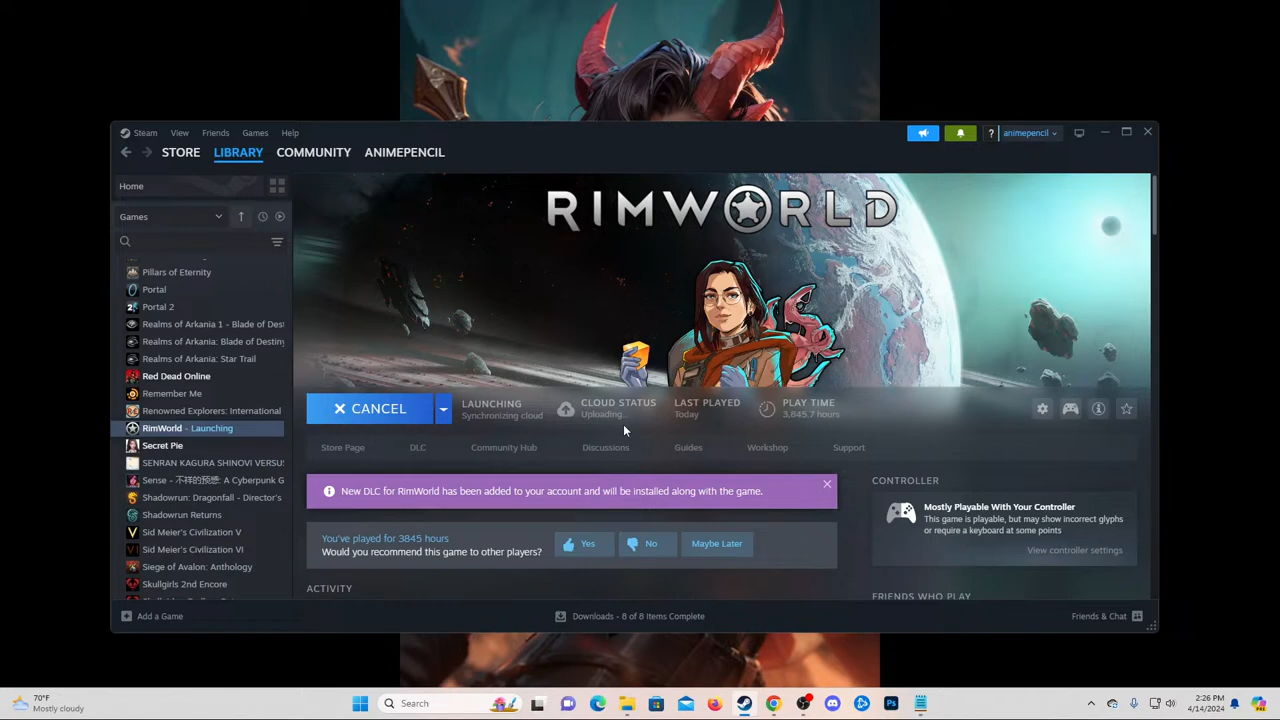 Steam View Friends Games Help
? animepencil
STORE LIBRARY COMMUNITY ANIMEPENCIL
Home
Games
RIMWORLD
Pillars of Eternity
Portal
Portal 2
Realms of Arkania 1 - Blade of Dest
Realms of Arkania: Blade of Destiny
Realms of Arkania: Star Trail
Red Dead Online
Remember Me
Renowned Explorers: International
RimWorld - Launching
Secret Pie
SENRAN KAGURA SHINOVI VERSUS
Sense - 不祥的预感: A Cyberpunk G
Shadowrun: Dragonfall - Director's
Shadowrun Returns
Sid Meier's Civilization V
Sid Meier's Civilization VI
Siege of Avalon: Anthology
Skullgirls 2nd Encore
CANCEL
LAUNCHING
Synchronizing cloud
CLOUD STATUS
Uploading...
LAST PLAYED
Today
PLAY TIME
3,845.7 hours
Store Page DLC Community Hub Discussions Guides Workshop Support
New DLC for RimWorld has been added to your account and will be installed along with the game.
You've played for 3845 hours
Would you recommend this game to other players?
Yes No Maybe Later
ACTIVITY
CONTROLLER
Mostly Playable With Your Controller
This game is playable, but may show incorrect glyphs
or require a keyboard at some points
View controller settings
FRIENDS WHO PLAY
Add a Game
Downloads - 8 of 8 Items Complete
Friends & Chat
70°F
Mostly cloudy
Search
Ps
2:26 PM
4/14/2024